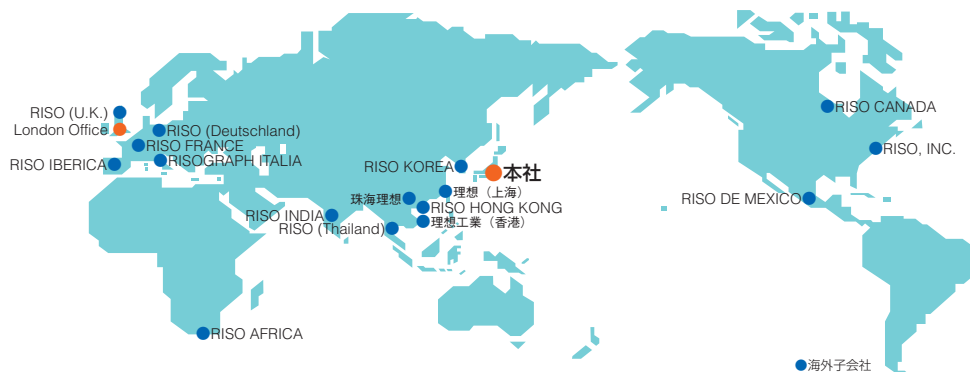 RISO (U.K.)
London Office
RISO (Deutschland)
RISO FRANCE
RISO IBERICA
RISOGRAPH ITALIA
RISO KOREA
本社
珠海理想
理想（上海）
RISO HONG KONG
RISO INDIA
理想工業（香港）
RISO (Thailand)
RISO AFRICA
RISO CANADA
RISO, INC.
RISO DE MEXICO
海外子会社